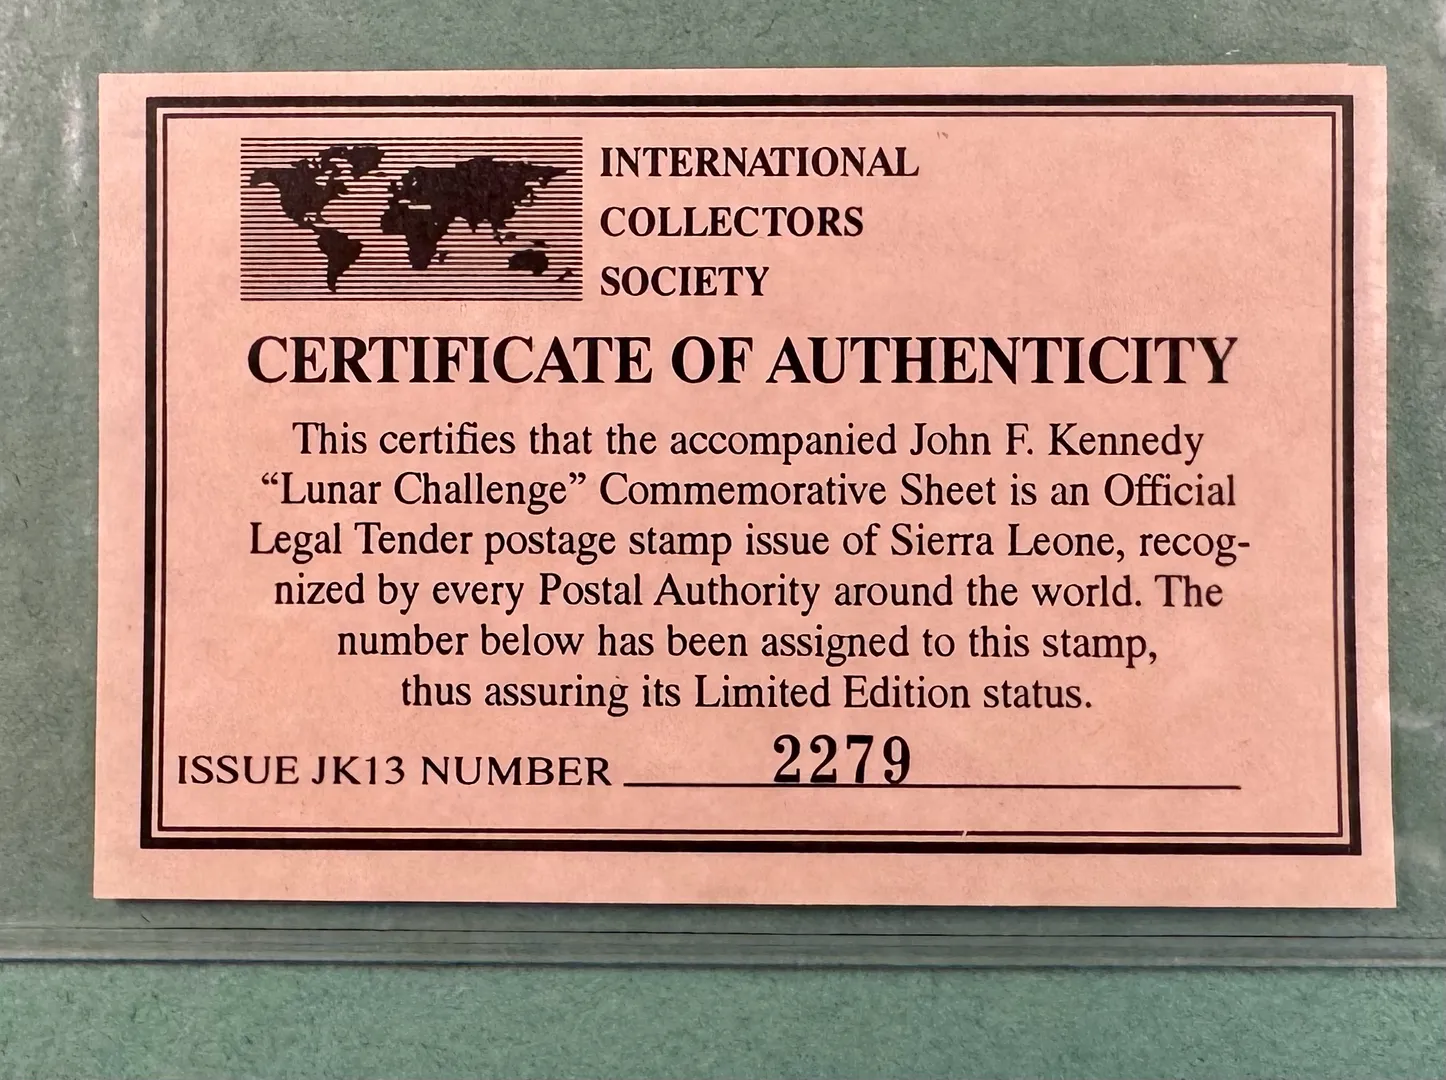 INTERNATIONAL
COLLECTORS
SOCIETY
CERTIFICATE OF AUTHENTICITY
This certifies that the accompanied John F. Kennedy
“Lunar Challenge” Commemorative Sheet is an Official
Legal Tender postage stamp issue of Sierra Leone, recog-
nized by every Postal Authority around the world. The
number below has been assigned to this stamp,
thus assuring its Limited Edition status.
ISSUE JK13 NUMBER 2279